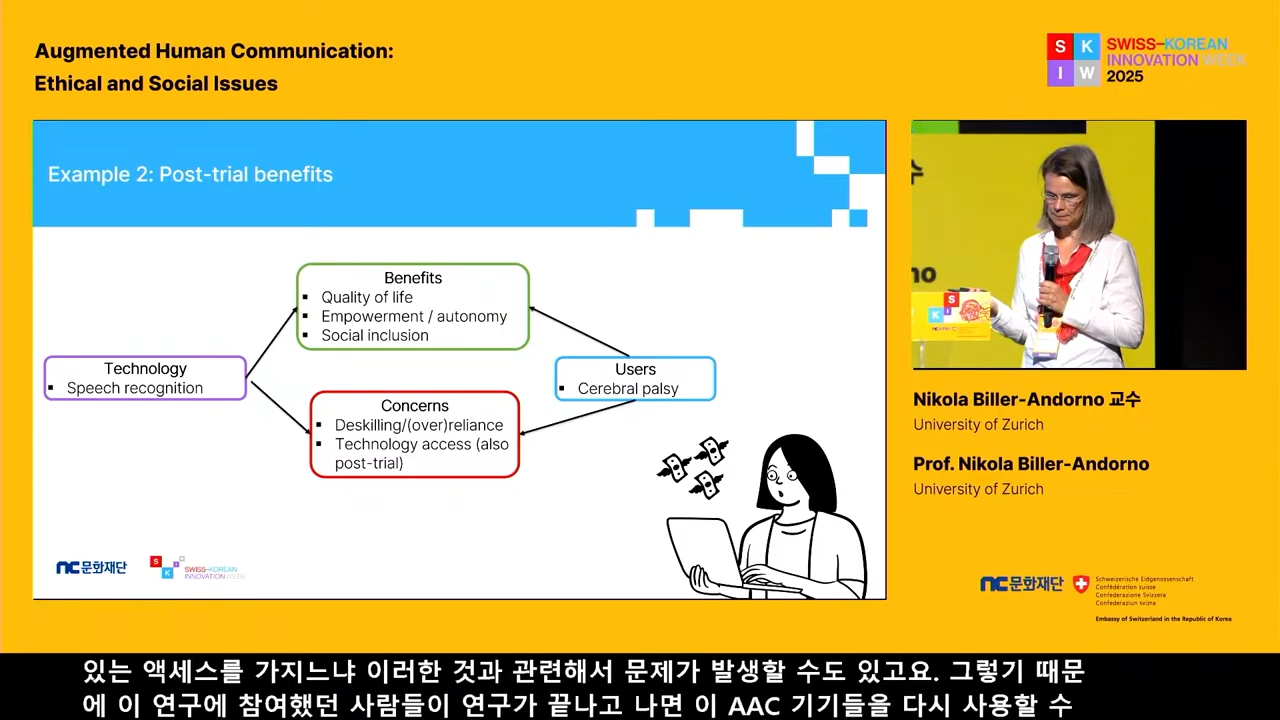 Augmented Human Communication:
Ethical and Social Issues
S K
I W
SWISS-KOREAN
INNOVATION WEEK
2025
Example 2: Post-trial benefits
Benefits
▪ Quality of life
▪ Empowerment / autonomy
▪ Social inclusion
Technology
▪ Speech recognition
Users
▪ Cerebral palsy
Concerns
▪ Deskilling/(over)reliance
▪ Technology access (also
post-trial)
NC문화재단
S
K I W
SWISS-KOREAN
INNOVATION WEEK
수
no
S
K I
Nikola Biller-Andorno 교수
University of Zurich
Prof. Nikola Biller-Andorno
University of Zurich
NC문화재단
Schweizerische Eidgenossenschaft
Confédération suisse
Confederazione Svizzera
Confederaziun svizra
Embassy of Switzerland in the Republic of Korea
있는 액세스를 가지느냐 이러한 것과 관련해서 문제가 발생할 수도 있고요. 그렇기 때문
에 이 연구에 참여했던 사람들이 연구가 끝나고 나면 이 AAC 기기들을 다시 사용할 수